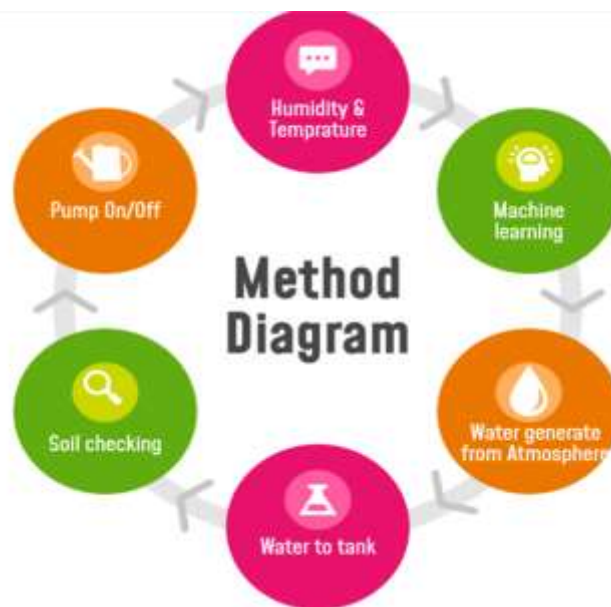 Humidity &
Temprature
Machine
learning
Water generate
from Atmosphere
Water to tank
Soil checking
Pump On/Off
Method
Diagram